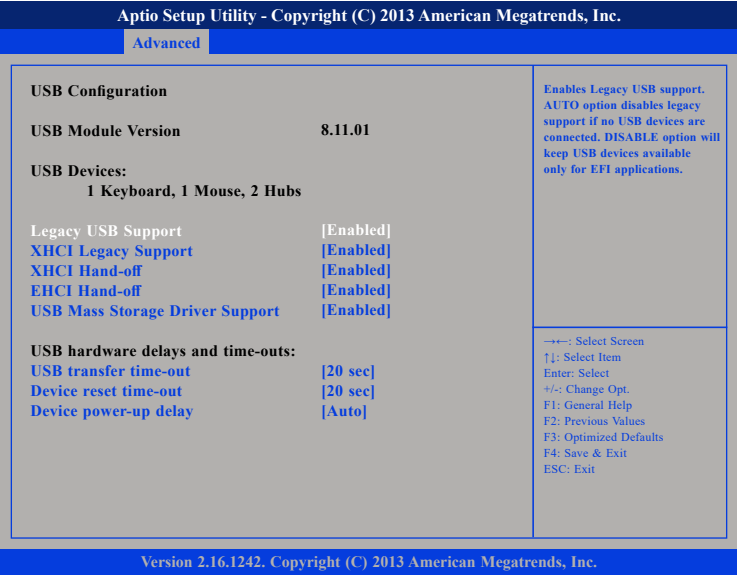 Aptio Setup Utility - Copyright (C) 2013 American Megatrends, Inc.
Advanced
USB Configuration
USB Module Version 8.11.01
USB Devices:
1 Keyboard, 1 Mouse, 2 Hubs
Legacy USB Support [Enabled]
XHCI Legacy Support [Enabled]
XHCI Hand-off [Enabled]
EHCI Hand-off [Enabled]
USB Mass Storage Driver Support [Enabled]
USB hardware delays and time-outs:
USB transfer time-out [20 sec]
Device reset time-out [20 sec]
Device power-up delay [Auto]
Enables Legacy USB support.
AUTO option disables legacy
support if no USB devices are
connected. DISABLE option will
keep USB devices available
only for EFI applications.
→←: Select Screen
↑↓: Select Item
Enter: Select
+/-: Change Opt.
F1: General Help
F2: Previous Values
F3: Optimized Defaults
F4: Save & Exit
ESC: Exit
Version 2.16.1242. Copyright (C) 2013 American Megatrends, Inc.